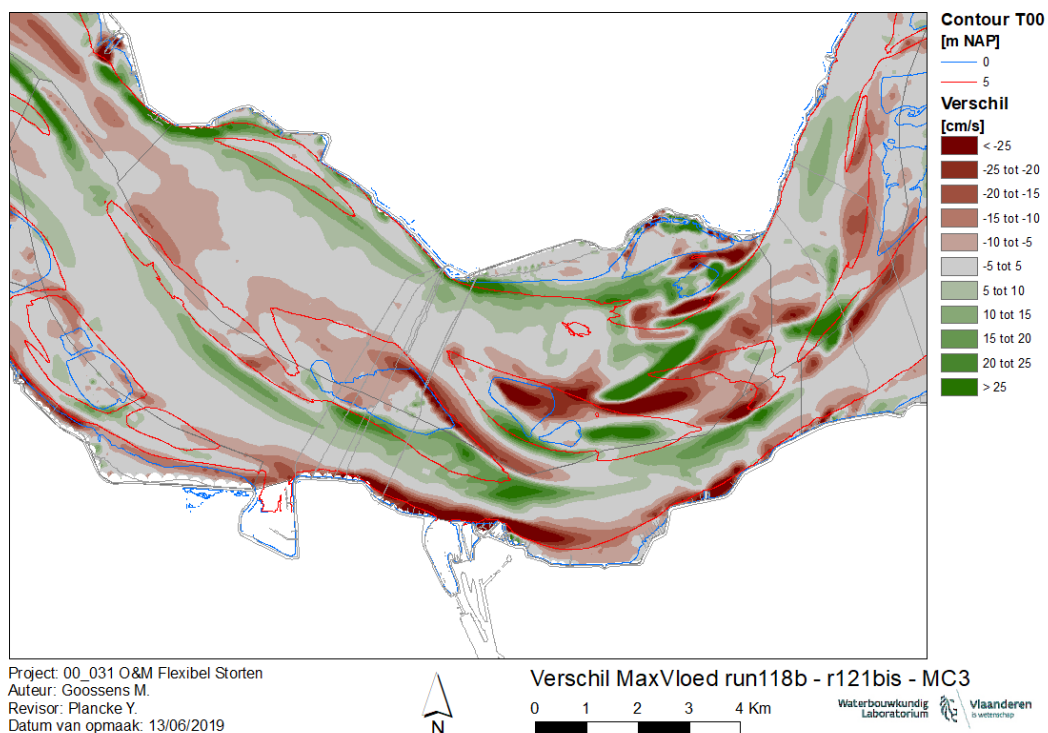 Contour T00
[m NAP]
0
5
Verschil
[cm/s]
< -25
-25 tot -20
-20 tot -15
-15 tot -10
-10 tot -5
-5 tot 5
5 tot 10
10 tot 15
15 tot 20
20 tot 25
> 25
Project: 00_031 O&M Flexibel Storten
Auteur: Goossens M.
Revisor: Plancke Y.
Datum van opmaak: 13/06/2019
N
Verschil MaxVloed run118b - r121bis - MC3
0 1 2 3 4 Km
Waterbouwkundig
Laboratorium
Vlaanderen
is wetenschap